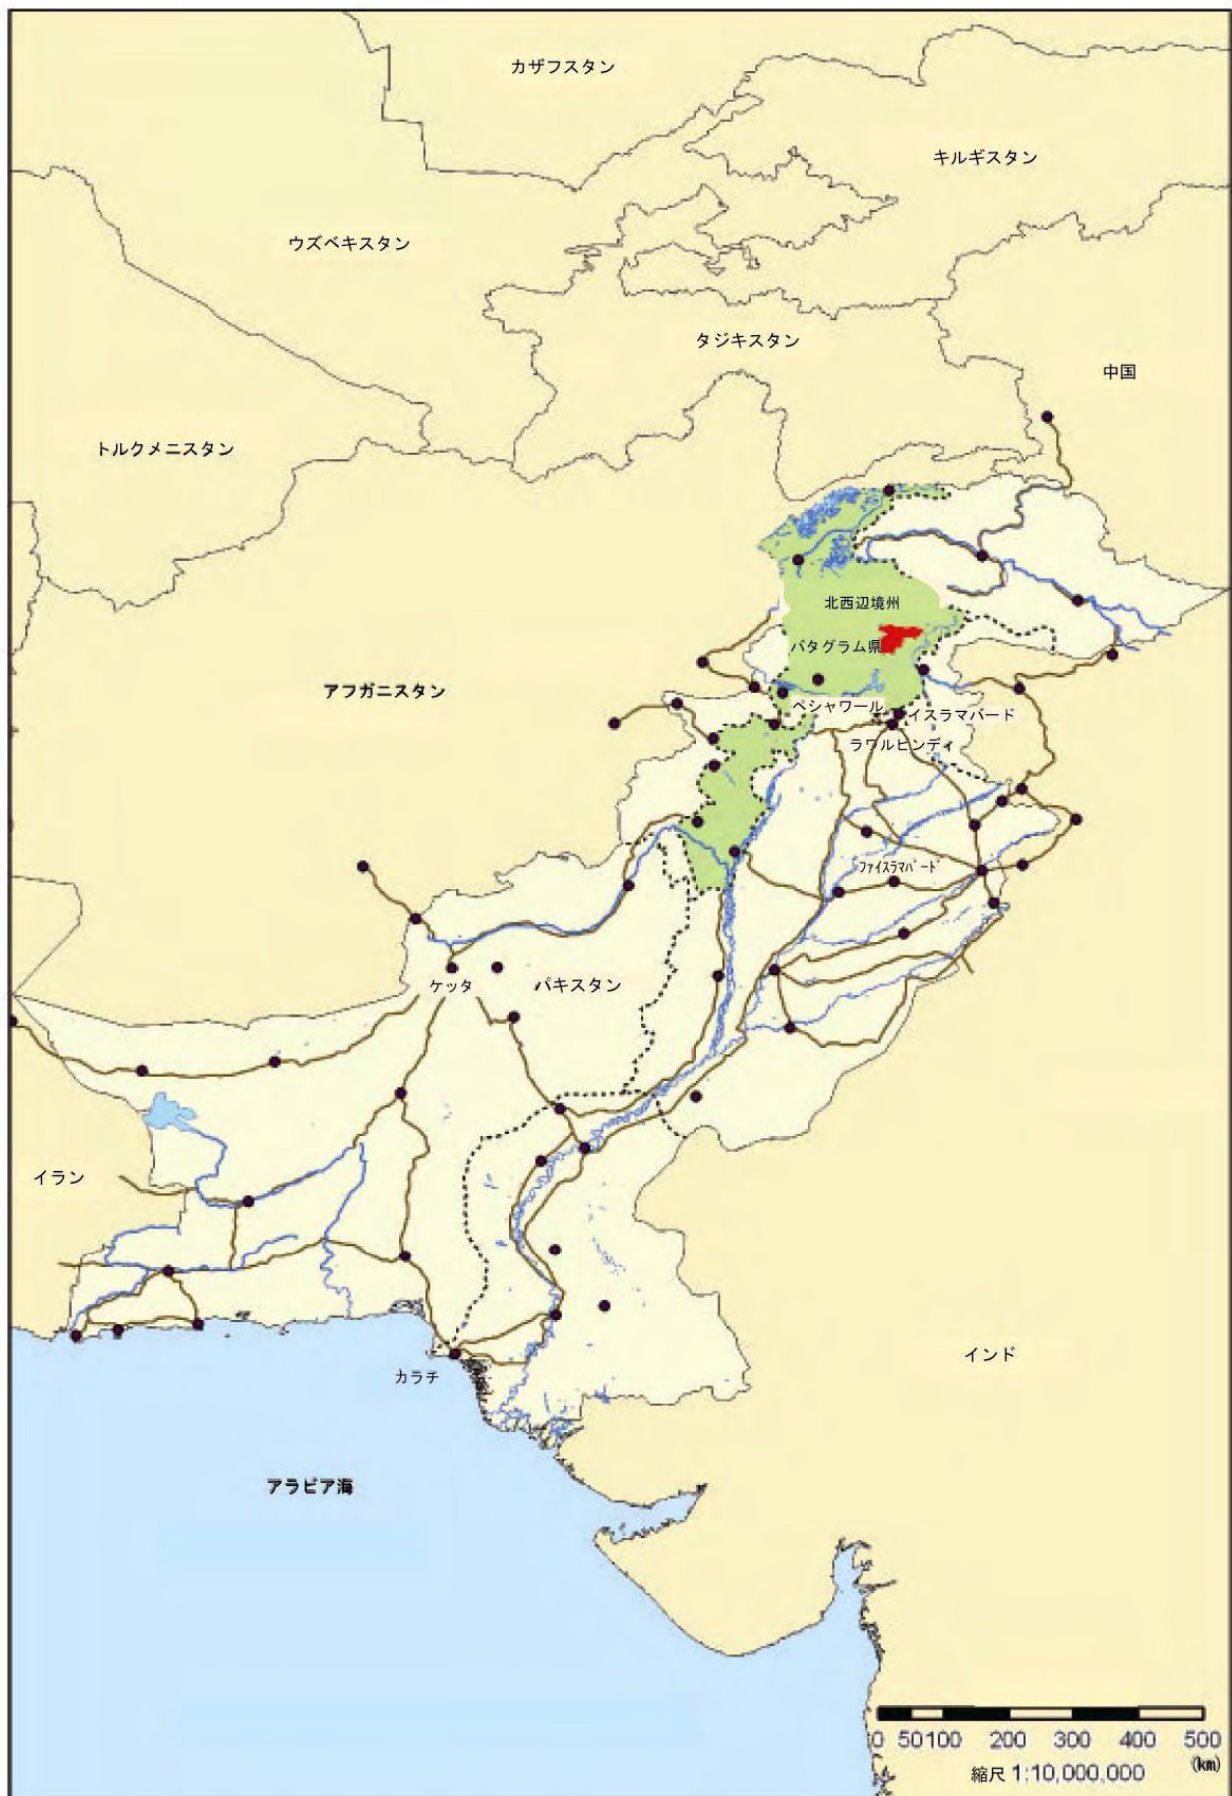 カザフスタン
キルギスタン
ウズベキスタン
タジキスタン
中国
トルクメニスタン
北西辺境州
バタグラム県
アフガニスタン
ペシャワール
イスラマバード
ラワルピンディ
ファイスラマバード
ケッタ
パキスタン
イラン
インド
カラチ
アラビア海
0 50 100 200 300 400 500
(km)
縮尺 1:10,000,000